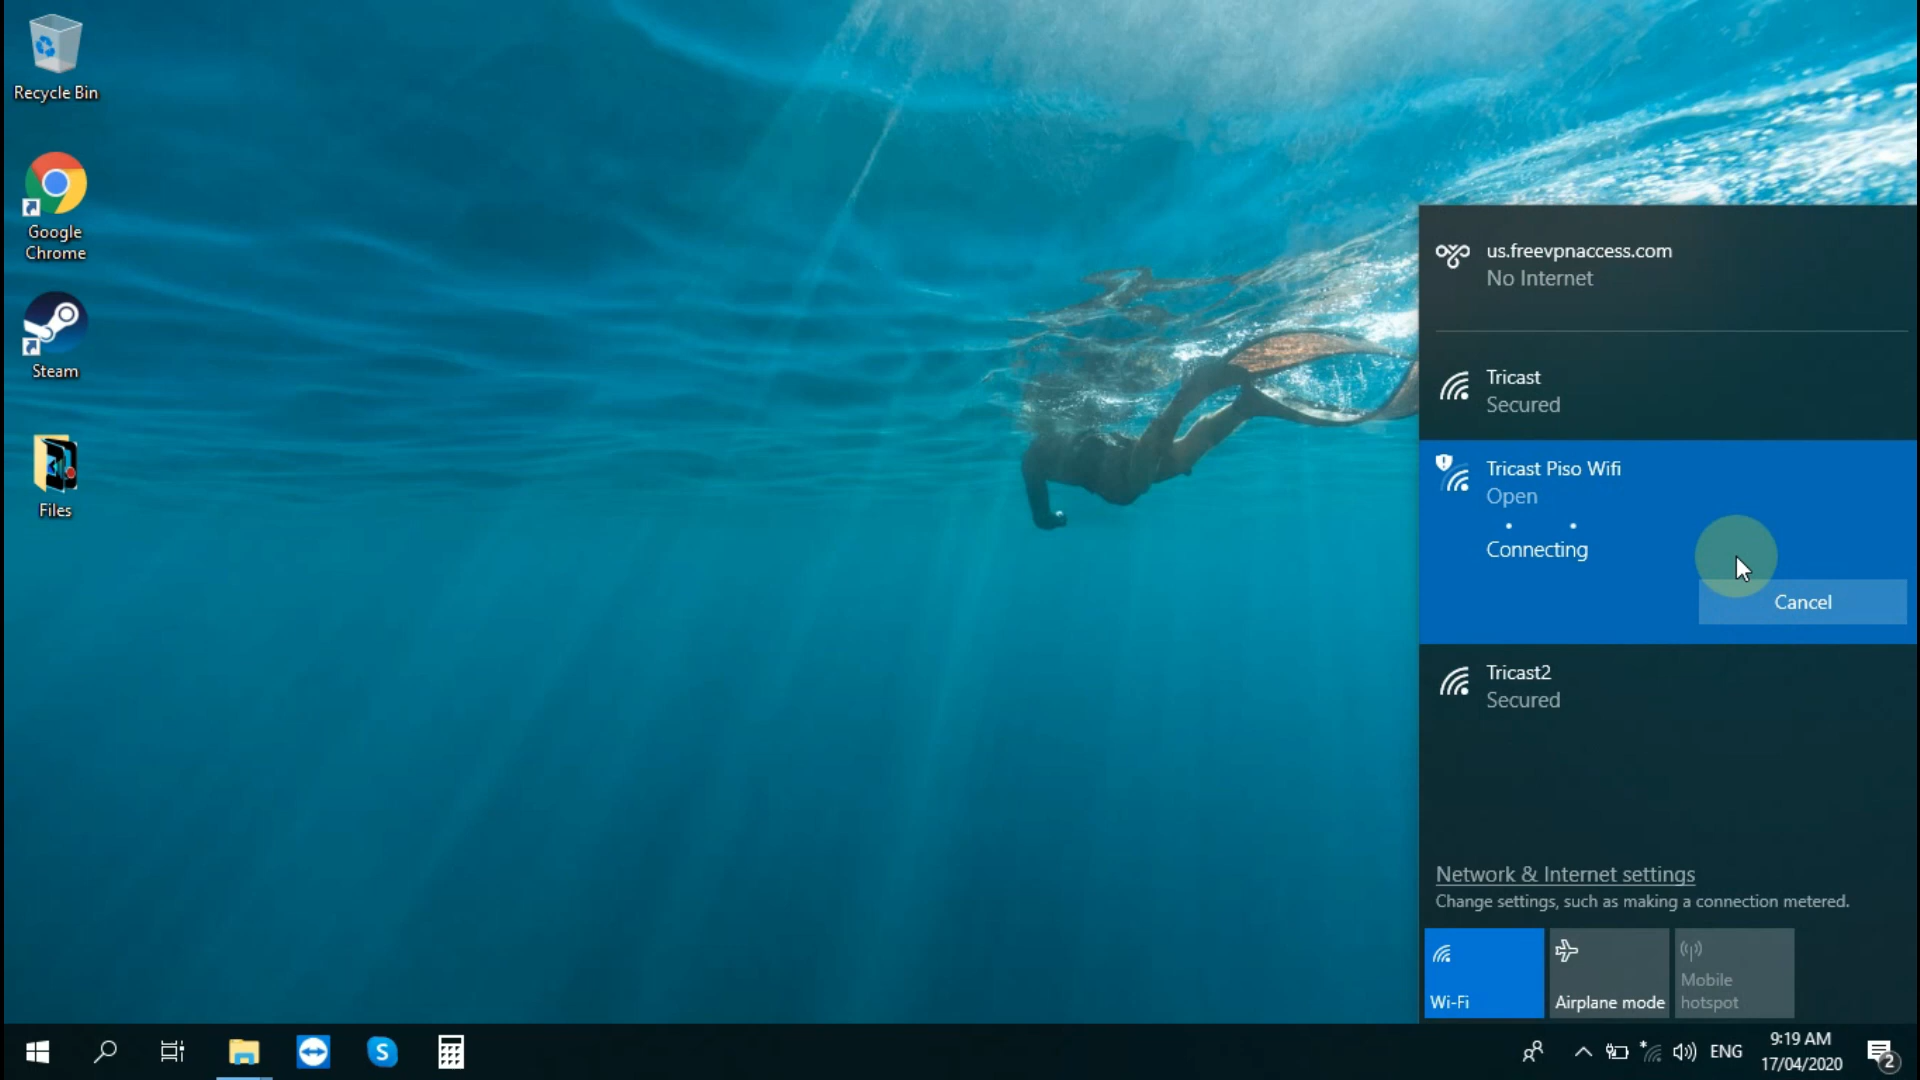 Recycle Bin
Google
Chrome
Steam
Files
us.freevpnaccess.com
No Internet
Tricast
Secured
Tricast Piso Wifi
Open
Connecting
Cancel
Tricast2
Secured
Network & Internet settings
Change settings, such as making a connection metered.
Wi-Fi
Airplane mode
Mobile
hotspot
S
ENG
9:19 AM
17/04/2020
2